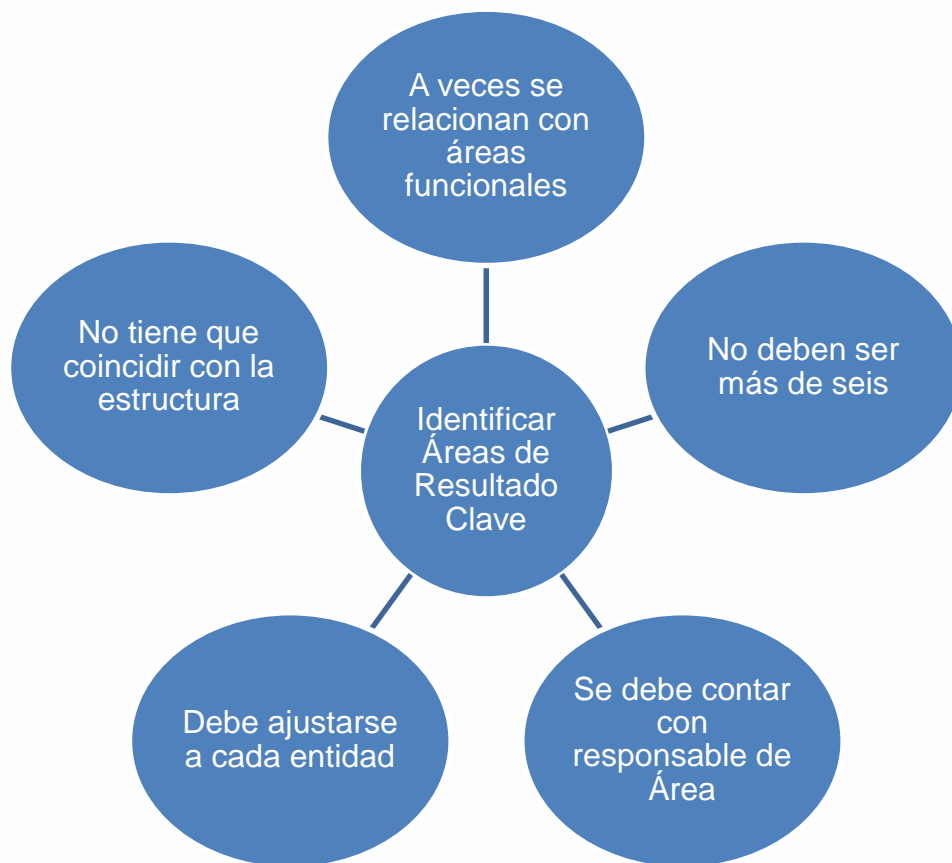 A veces se
relacionan con
áreas
funcionales
No tiene que
coincidir con la
estructura
No deben ser
más de seis
Identificar
Áreas de
Resultado
Clave
Debe ajustarse
a cada entidad
Se debe contar
con
responsable de
Área